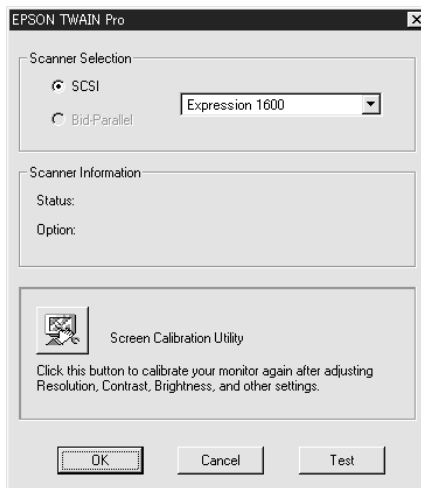 EPSON TWAIN Pro
Scanner Selection
SCSI
Expression 1600
Bid-Parallel
Scanner Information
Status:
Option:
Screen Calibration Utility
Click this button to calibrate your monitor again after adjusting
Resolution, Contrast, Brightness, and other settings.
OK
Cancel
Test